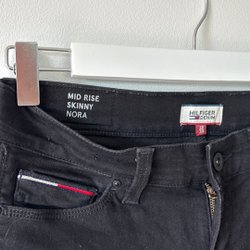 MID RISE
SKINNY
NORA
HILFIGER
DENIM